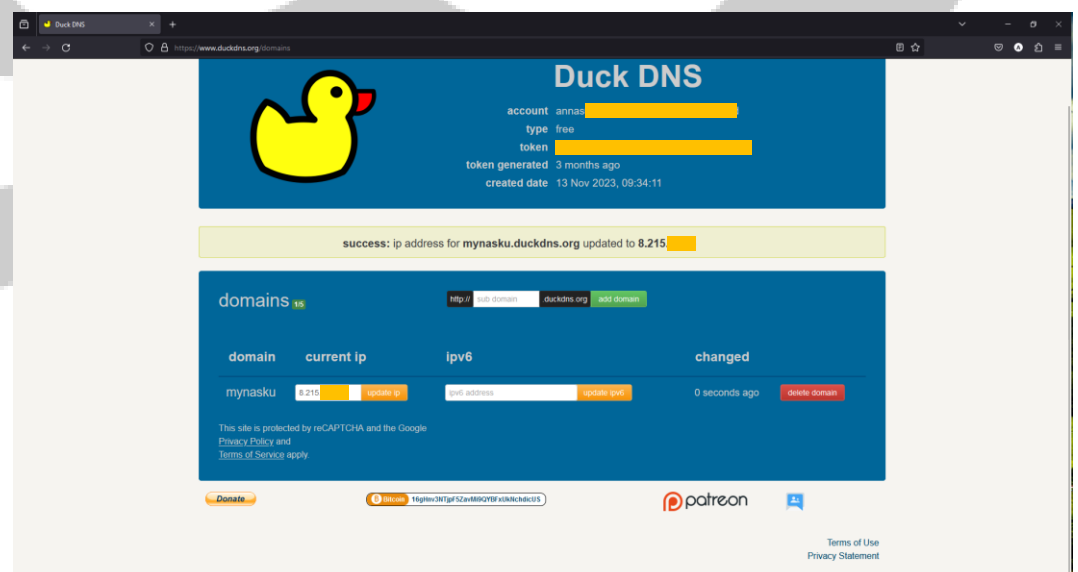 Duck DNS
https://www.duckdns.org/domains
Duck DNS
account annas
type free
token
token generated 3 months ago
created date 13 Nov 2023, 09:34:11
success: ip address for mynasku.duckdns.org updated to 8.215.
domains 1/5
http:// sub domain .duckdns.org add domain
domain current ip ipv6 changed
mynasku 8.215 update ip ipv6 address update ipv6 0 seconds ago delete domain
This site is protected by reCAPTCHA and the Google
Privacy Policy and
Terms of Service apply.
Donate Bitcoin patreon
Terms of Use
Privacy Statement